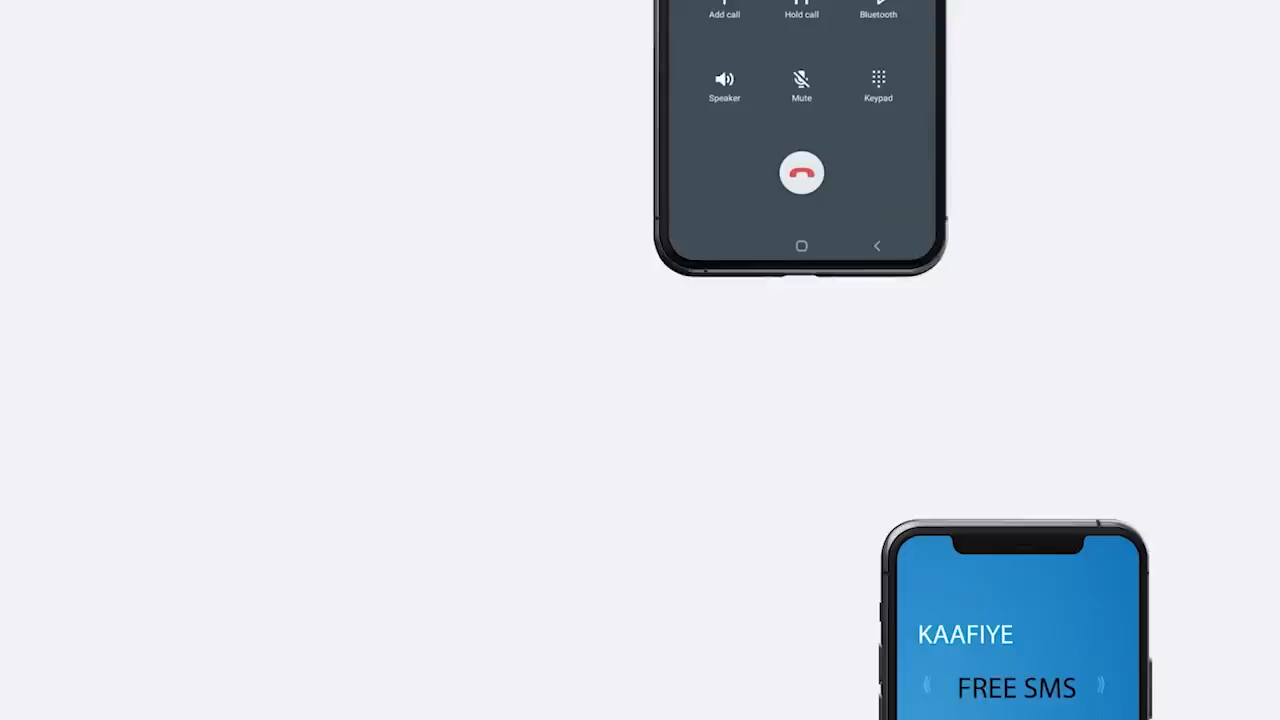 Add call Hold call Bluetooth
Speaker Mute Keypad
KAAFIYE
FREE SMS